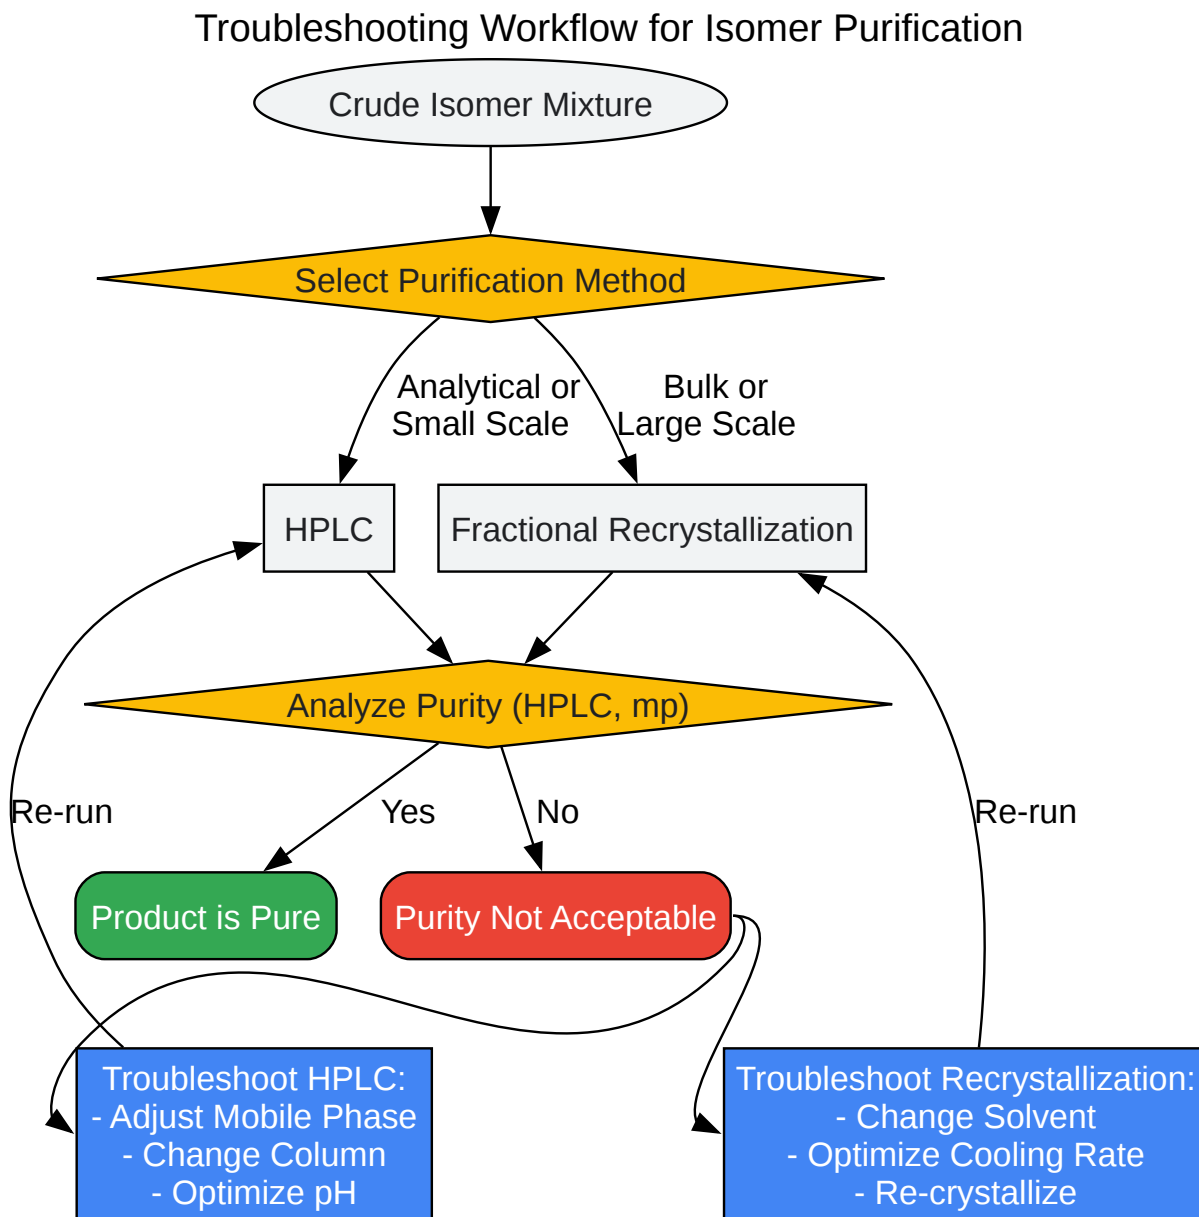 Troubleshooting Workflow for Isomer Purification
Crude Isomer Mixture
Select Purification Method
Analytical or
Small Scale
Bulk or
Large Scale
HPLC
Fractional Recrystallization
Analyze Purity (HPLC, mp)
Re-run
Yes
No
Re-run
Product is Pure
Purity Not Acceptable
Troubleshoot HPLC:
- Adjust Mobile Phase
- Change Column
- Optimize pH
Troubleshoot Recrystallization:
- Change Solvent
- Optimize Cooling Rate
- Re-crystallize